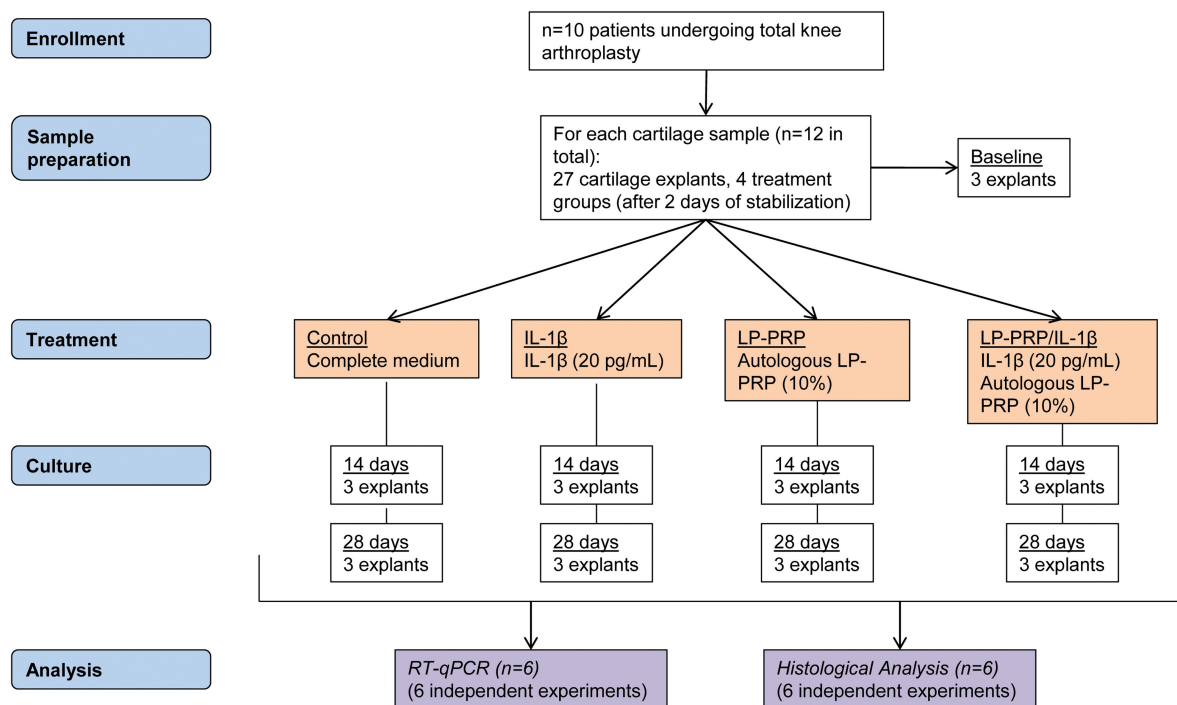 Enrollment
n=10 patients undergoing total knee
arthroplasty
Sample
preparation
For each cartilage sample (n=12 in
total):
27 cartilage explants, 4 treatment
groups (after 2 days of stabilization)
Baseline
3 explants
Treatment
Control
Complete medium
IL-1β
IL-1β (20 pg/mL)
LP-PRP
Autologous LP-
PRP (10%)
LP-PRP/IL-1β
IL-1β (20 pg/mL)
Autologous LP-
PRP (10%)
Culture
14 days
3 explants
14 days
3 explants
14 days
3 explants
14 days
3 explants
28 days
3 explants
28 days
3 explants
28 days
3 explants
28 days
3 explants
Analysis
RT-qPCR (n=6)
(6 independent experiments)
Histological Analysis (n=6)
(6 independent experiments)